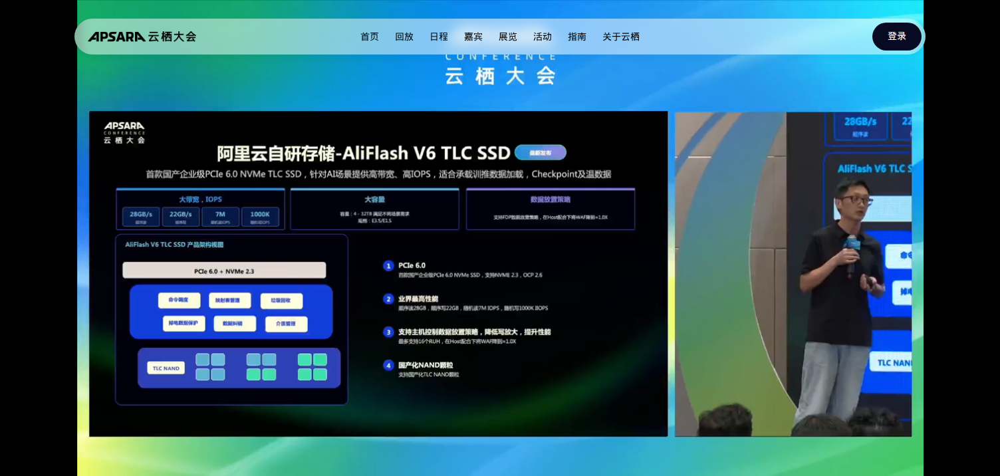 APSARA 云栖大会 首页 回放 日程 嘉宾 展览 活动 指南 关于云栖 登录
CONFERENCE
云栖大会
APSARA
CONFERENCE
云栖大会
阿里云自研存储-AliFlash V6 TLC SSD 最新发布
首款国产企业级PCIe 6.0 NVMe TLC SSD，针对AI场景提供高带宽、高IOPS，适合承载训推数据加载，Checkpoint及温数据
大带宽，IOPS
28GB/s 22GB/s 7M 1000K
顺序读 顺序写 随机读IOPS 随机写IOPS
大容量
容量：4 - 32TB 满足不同场景需求
规格：E3.S/E1.S
数据放置策略
支持FDP数据放置策略，在Host配合下将WAF降到≈1.0X
AliFlash V6 TLC SSD 产品架构视图
PCIe 6.0 + NVMe 2.3
命令调度 映射表管理 垃圾回收
掉电数据保护 数据纠错 介质管理
TLC NAND
1 PCIe 6.0
首款国产企业级PCIe 6.0 NVMe SSD，支持NVME 2.3，OCP 2.6
2 业界最高性能
顺序读28GB，顺序写22GB，随机读7M IOPS，随机写1000K IIOPS
3 支持主机控制数据放置策略，降低写放大，提升性能
最多支持16个RUH，在Host配合下将WAF降到≈1.0X
4 国产化NAND颗粒
支持国产化TLC NAND颗粒
28GB/s 22
顺序读
AliFlash V6 TLC S
命令
掉电
TLC NAN